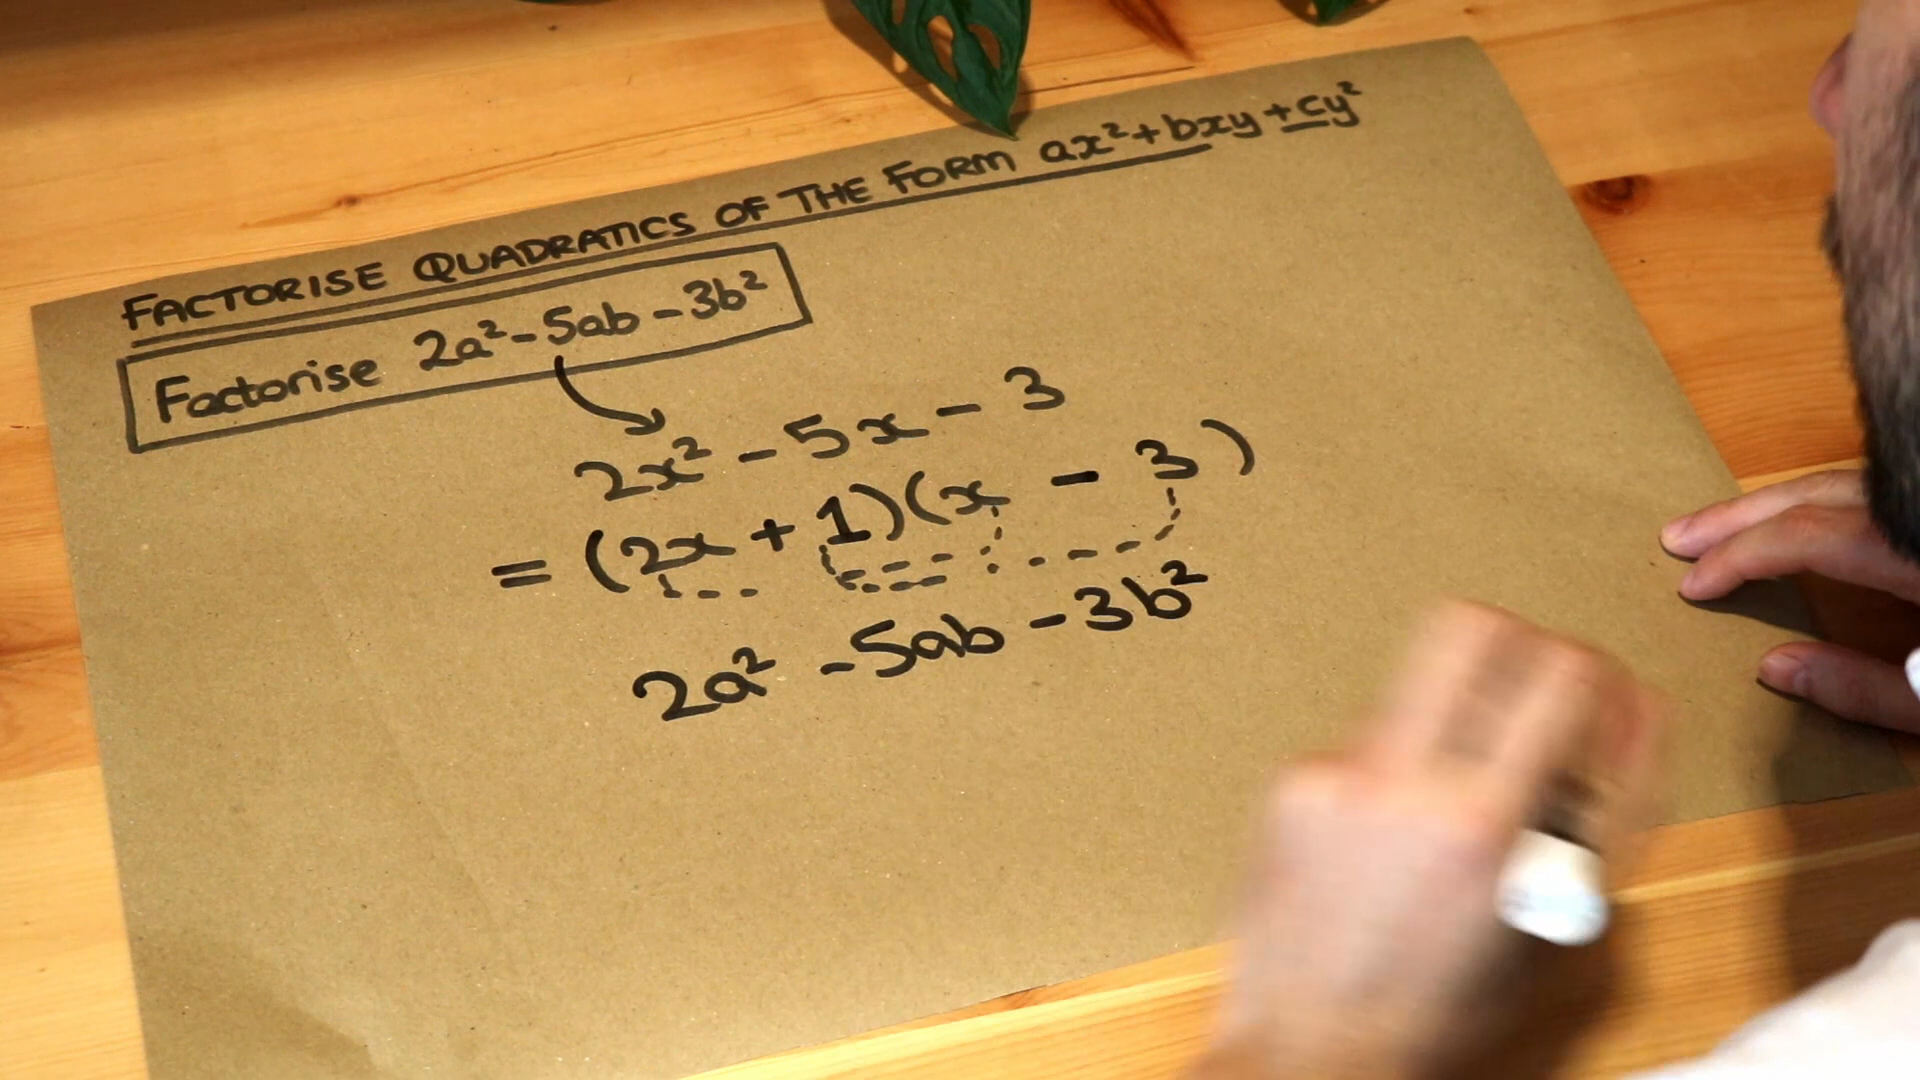 FACTORISE QUADRATICS OF THE FORM ax²+bxy+cy²
Factorise 2a²-5ab-3b²
2x² - 5x - 3
= (2x + 1)(x - 3)
2a² -5ab -3b²